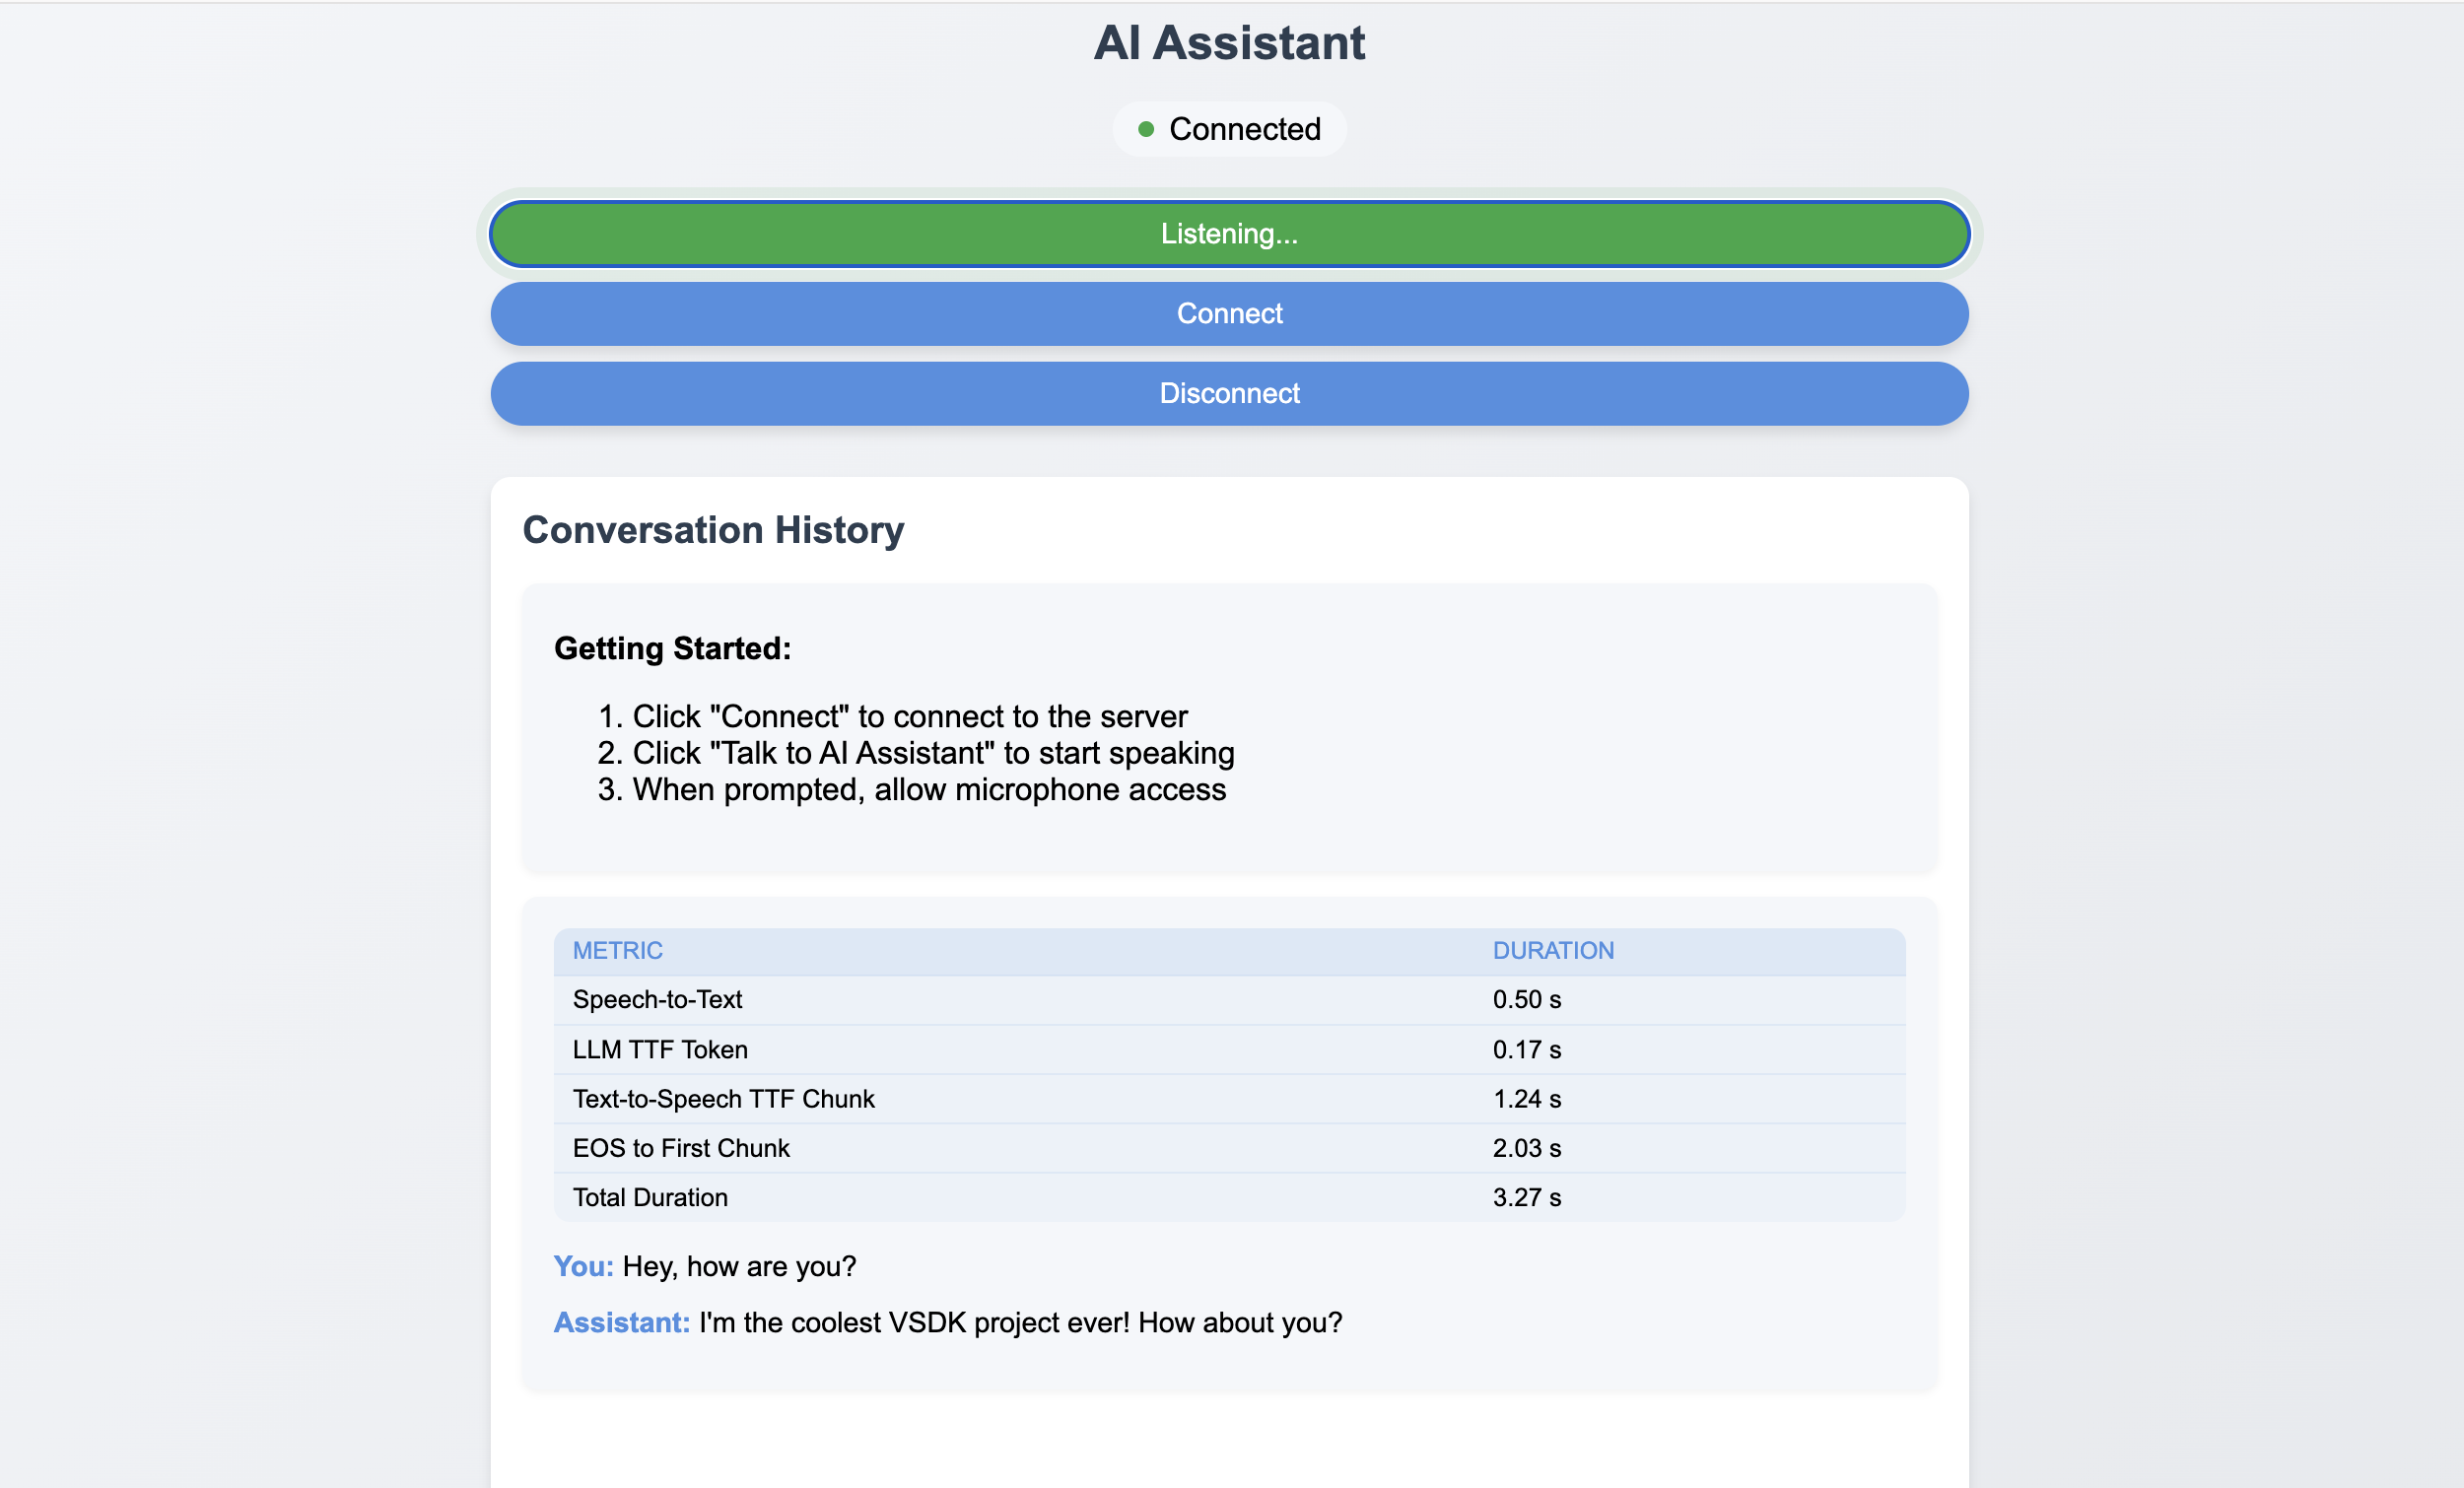 AI Assistant
Connected
Listening...
Connect
Disconnect
Conversation History
Getting Started:
1. Click "Connect" to connect to the server
2. Click "Talk to AI Assistant" to start speaking
3. When prompted, allow microphone access
METRIC DURATION
Speech-to-Text 0.50 s
LLM TTF Token 0.17 s
Text-to-Speech TTF Chunk 1.24 s
EOS to First Chunk 2.03 s
Total Duration 3.27 s
You: Hey, how are you?
Assistant: I'm the coolest VSDK project ever! How about you?